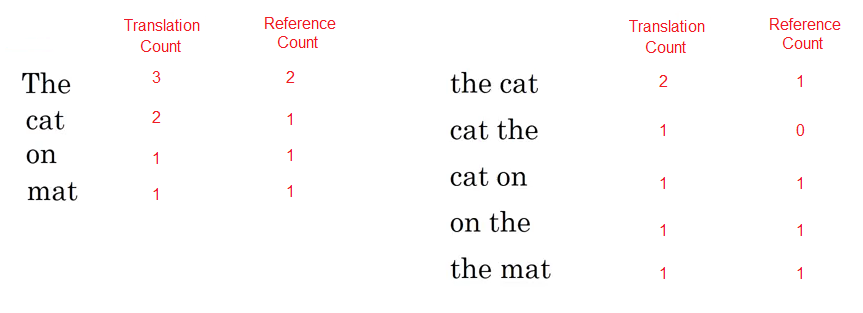 Translation Count
Reference Count
The 3 2
cat 2 1
on 1 1
mat 1 1
Translation Count
Reference Count
the cat 2 1
cat the 1 0
cat on 1 1
on the 1 1
the mat 1 1